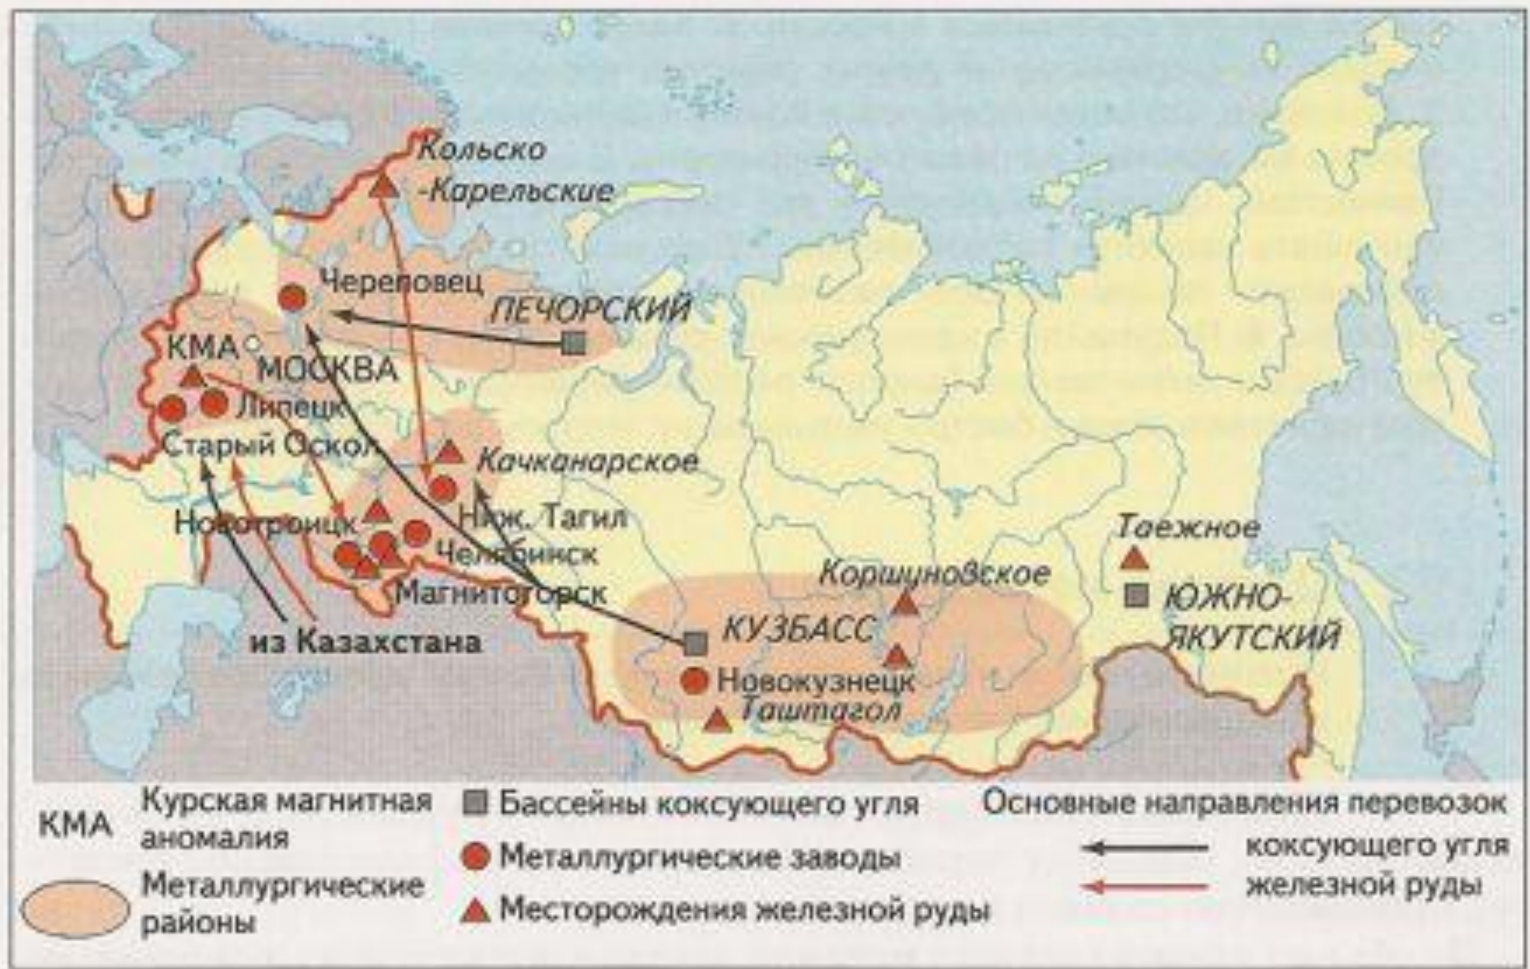 Кольско
-Карельские
Череповец
ПЕЧОРСКИЙ
КМА
МОСКВА
Липецк
Старый Оскол
Качканарское
Новотроицк
Ниж. Тагил
Челябинск
Магнитогорск
из Казахстана
Таежное
Коршуновское
ЮЖНО-
ЯКУТСКИЙ
КУЗБАСС
Новокузнецк
Таштагол
КМА
Курская магнитная
аномалия
Металлургические
районы
Бассейны коксующего угля
Металлургические заводы
Месторождения железной руды
Основные направления перевозок
коксующего угля
железной руды